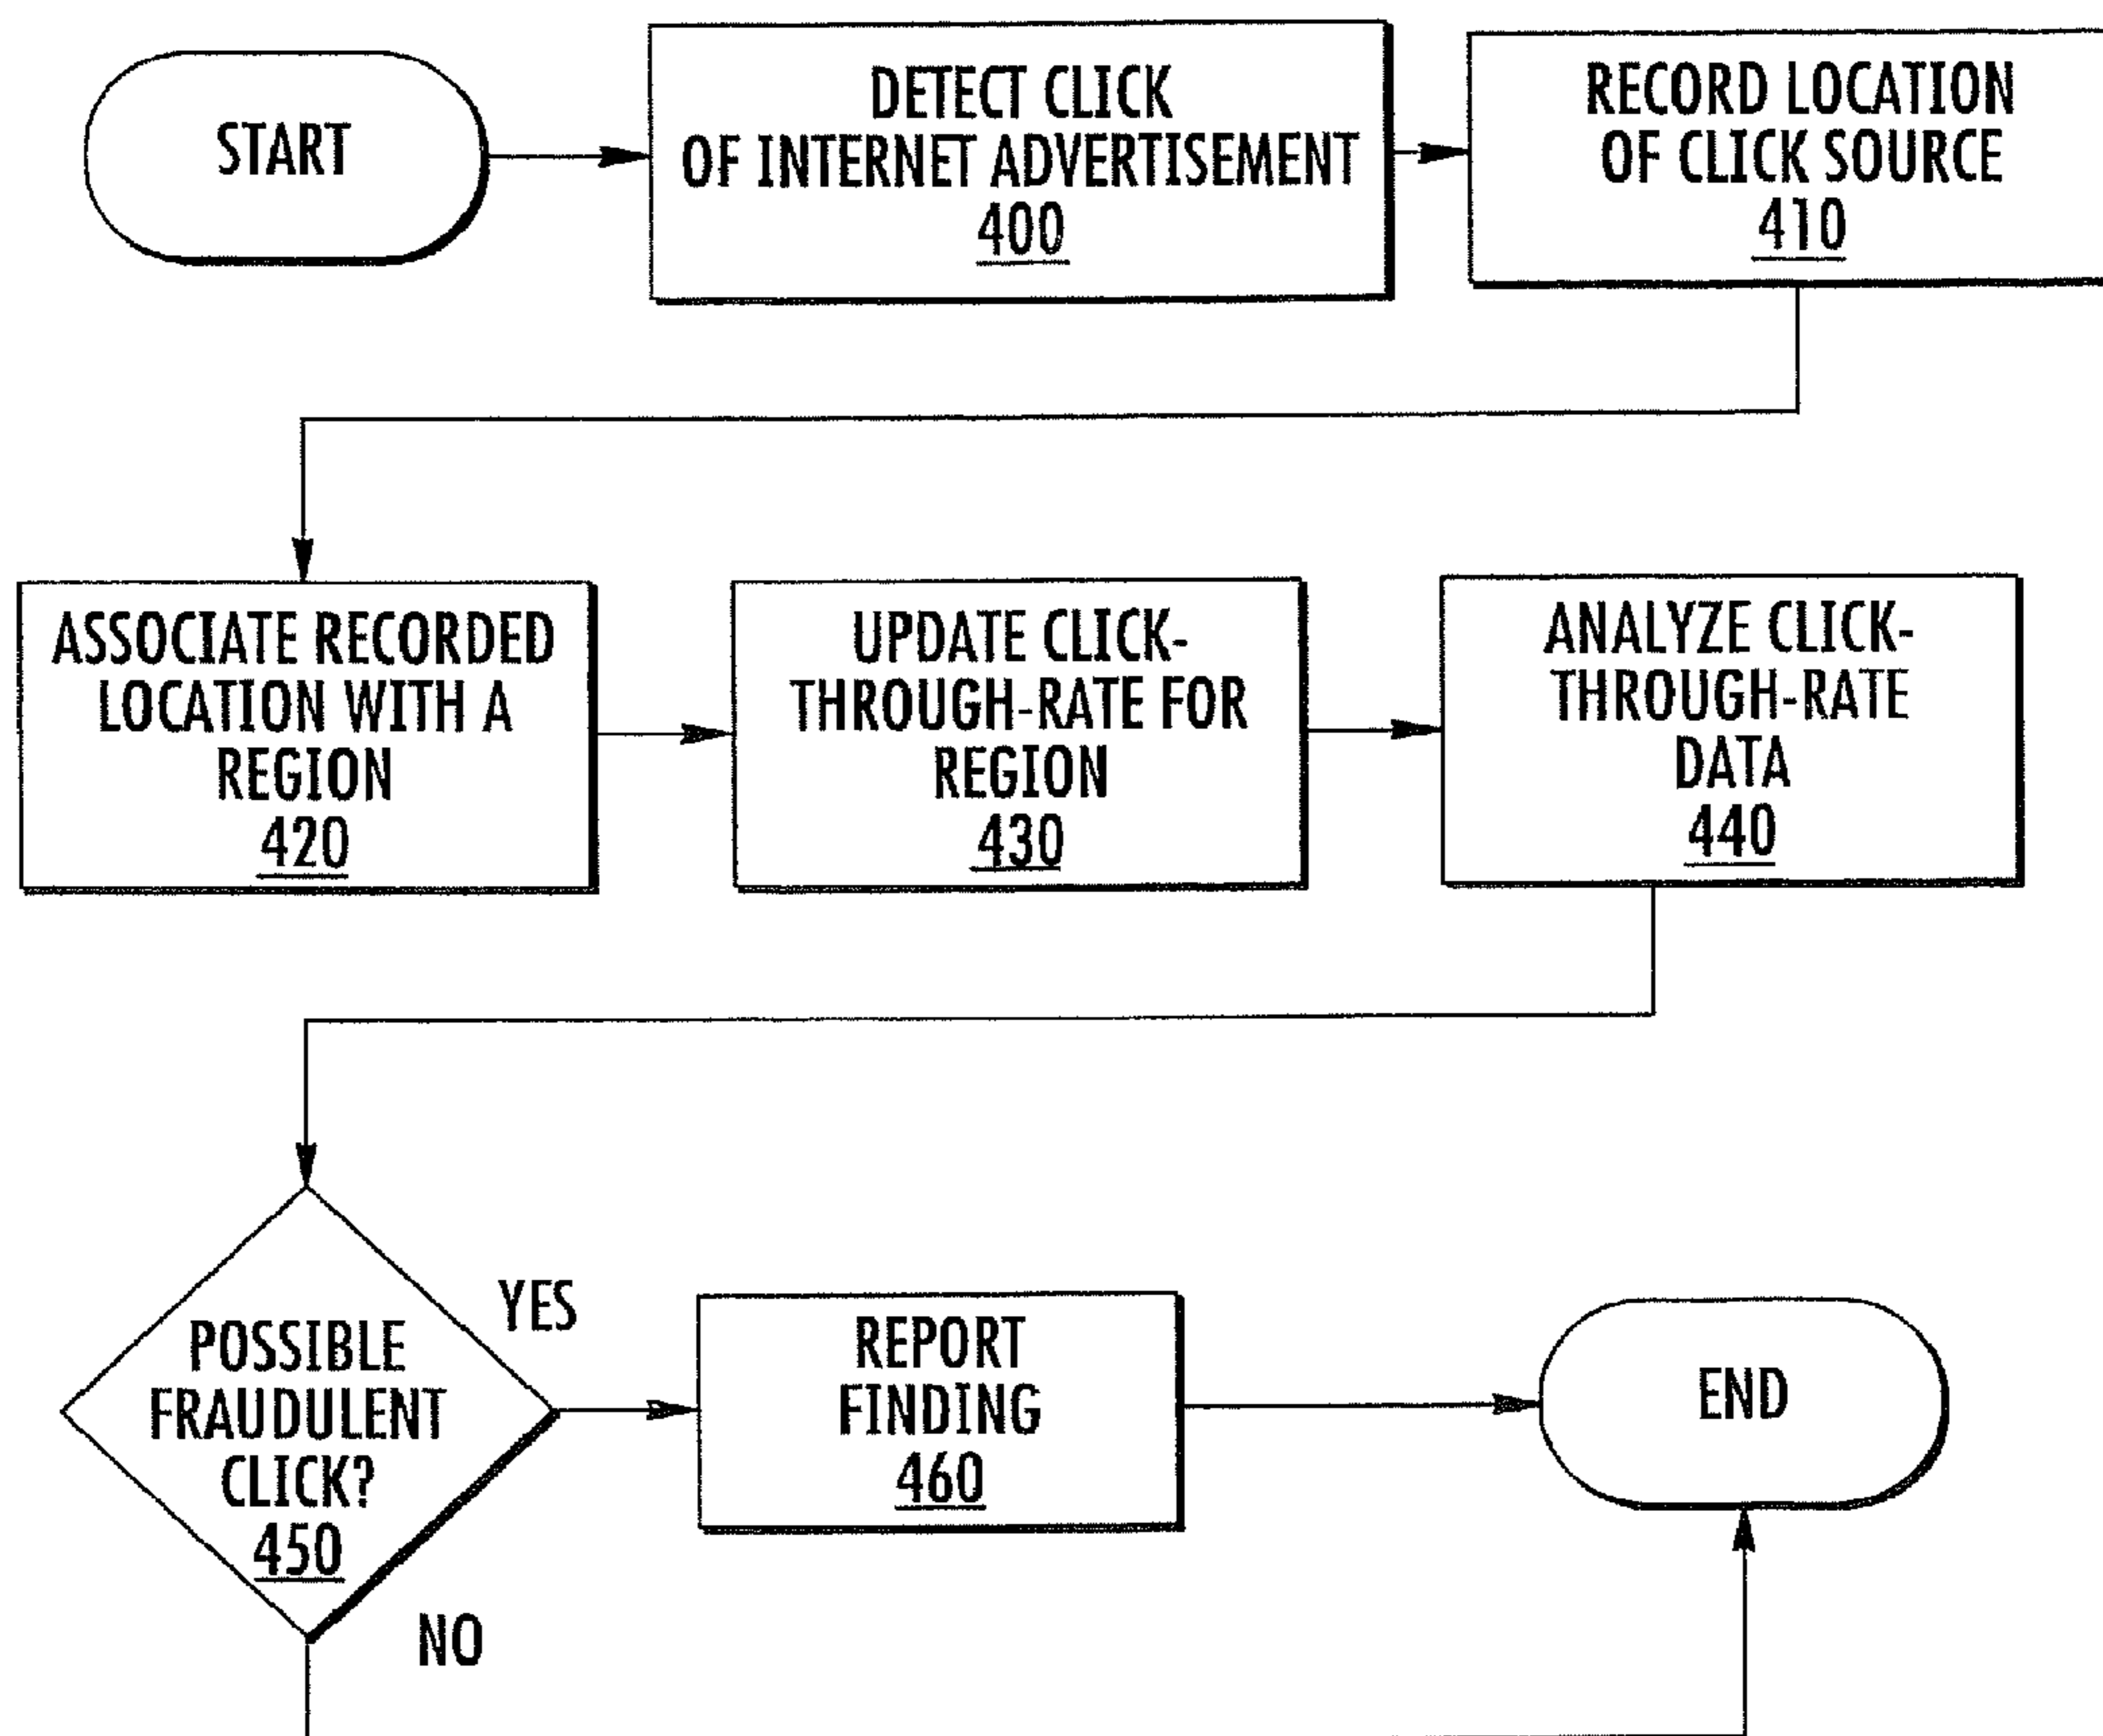 START
DETECT CLICK
OF INTERNET ADVERTISEMENT
400
RECORD LOCATION
OF CLICK SOURCE
410
ASSOCIATE RECORDED
LOCATION WITH A
REGION
420
UPDATE CLICK-
THROUGH-RATE FOR
REGION
430
ANALYZE CLICK-
THROUGH-RATE
DATA
440
POSSIBLE
FRAUDULENT
CLICK?
450
YES
NO
REPORT
FINDING
460
END